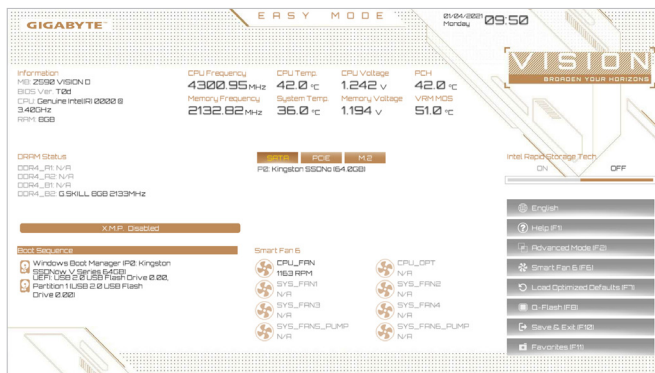 GIGABYTE™
EASY MODE
01/04/2021
Monday
09:50
VISION
BROADEN YOUR HORIZONS
Information
MB: Z590 VISION D
BIOS Ver. T0d
CPU: Genuine Intel(R) 0000 @
3.40GHz
RAM: 8GB
CPU Frequency
4300.95 MHz
CPU Temp.
42.0 °C
CPU Voltage
1.242 V
PCH
42.0 °C
Memory Frequency
2132.82 MHz
System Temp.
36.0 °C
Memory Voltage
1.194 V
VRM MOS
51.0 °C
DRAM Status
DDR4_A1: N/A
DDR4_A2: N/A
DDR4_B1: N/A
DDR4_B2: G.SKILL 8GB 2133MHz
X.M.P. Disabled
SATA PCIE M.2
P0: Kingston SSDNo (64.0GB)
Intel Rapid Storage Tech.
ON OFF
Boot Sequence
Windows Boot Manager (P0: Kingston
SSDNow V Series 64GB)
UEFI: USB 2.0 USB Flash Drive 0.00,
Partition 1 (USB 2.0 USB Flash
Drive 0.00)
Smart Fan 6
CPU_FAN
1163 RPM
CPU_OPT
N/A
SYS_FAN1
N/A
SYS_FAN2
N/A
SYS_FAN3
N/A
SYS_FAN4
N/A
SYS_FAN5_PUMP
N/A
SYS_FAN6_PUMP
N/A
English
Help (F1)
Advanced Mode (F2)
Smart Fan 6 (F6)
Load Optimized Defaults (F7)
Q-Flash (F8)
Save & Exit (F10)
Favorites (F11)